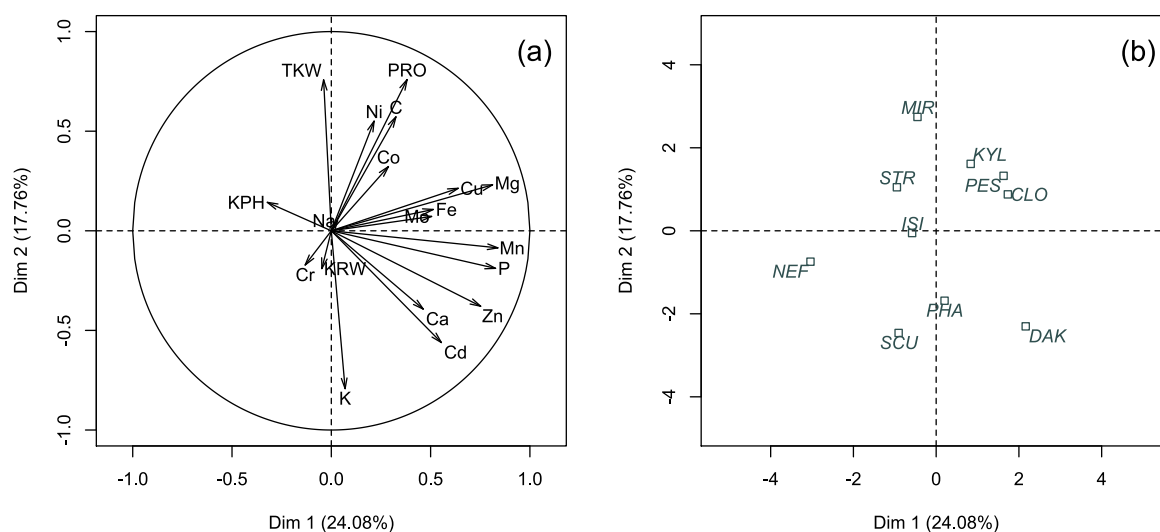 (a)
TKW
PRO
Ni
C
Co
Cu
Mg
KPH
Na
Mo
Fe
Mn
P
Cr
KRW
Ca
Zn
Cd
K
1.0
0.5
0.0
-0.5
-1.0
Dim 2 (17.76%)
-1.0
-0.5
0.0
0.5
1.0
Dim 1 (24.08%)
(b)
MIR
KYL
STR
PES
CLO
ISI
NEF
PHA
SCU
DAK
4
2
0
-2
-4
Dim 2 (17.76%)
-4
-2
0
2
4
Dim 1 (24.08%)